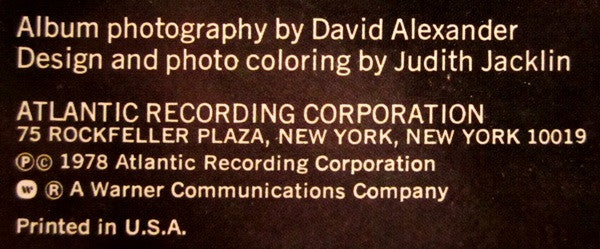 Album photography by David Alexander
Design and photo coloring by Judith Jacklin
ATLANTIC RECORDING CORPORATION
75 ROCKFELLER PLAZA, NEW YORK, NEW YORK 10019
℗© 1978 Atlantic Recording Corporation
W ® A Warner Communications Company
Printed in U.S.A.